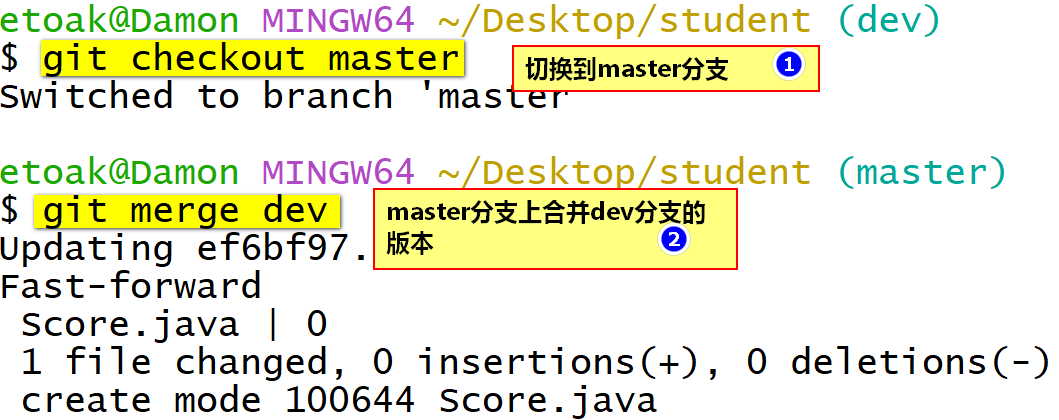 etoak@Damon MINGW64 ~/Desktop/student (dev)
$ git checkout master
切换到master分支 1
Switched to branch 'master
etoak@Damon MINGW64 ~/Desktop/student (master)
$ git merge dev
master分支上合并dev分支的
版本 2
Updating ef6bf97.
Fast-forward
Score.java | 0
1 file changed, 0 insertions(+), 0 deletions(-)
create mode 100644 Score.java